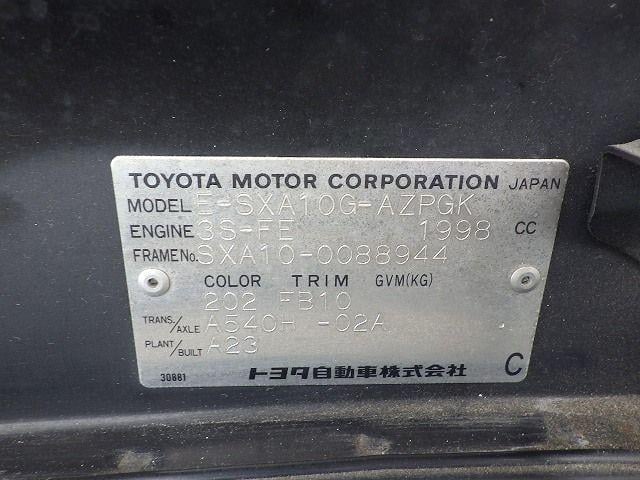 TOYOTA MOTOR CORPORATION JAPAN
MODEL E-SXA10G-AZPGK
ENGINE 3S-FE 1998 CC
FRAME No. SXA10-0088944
COLOR TRIM GVM(KG)
202 FB10
TRANS./AXLE A540H -02A
PLANT/BUILT A23
30881 トヨタ自動車株式会社 C